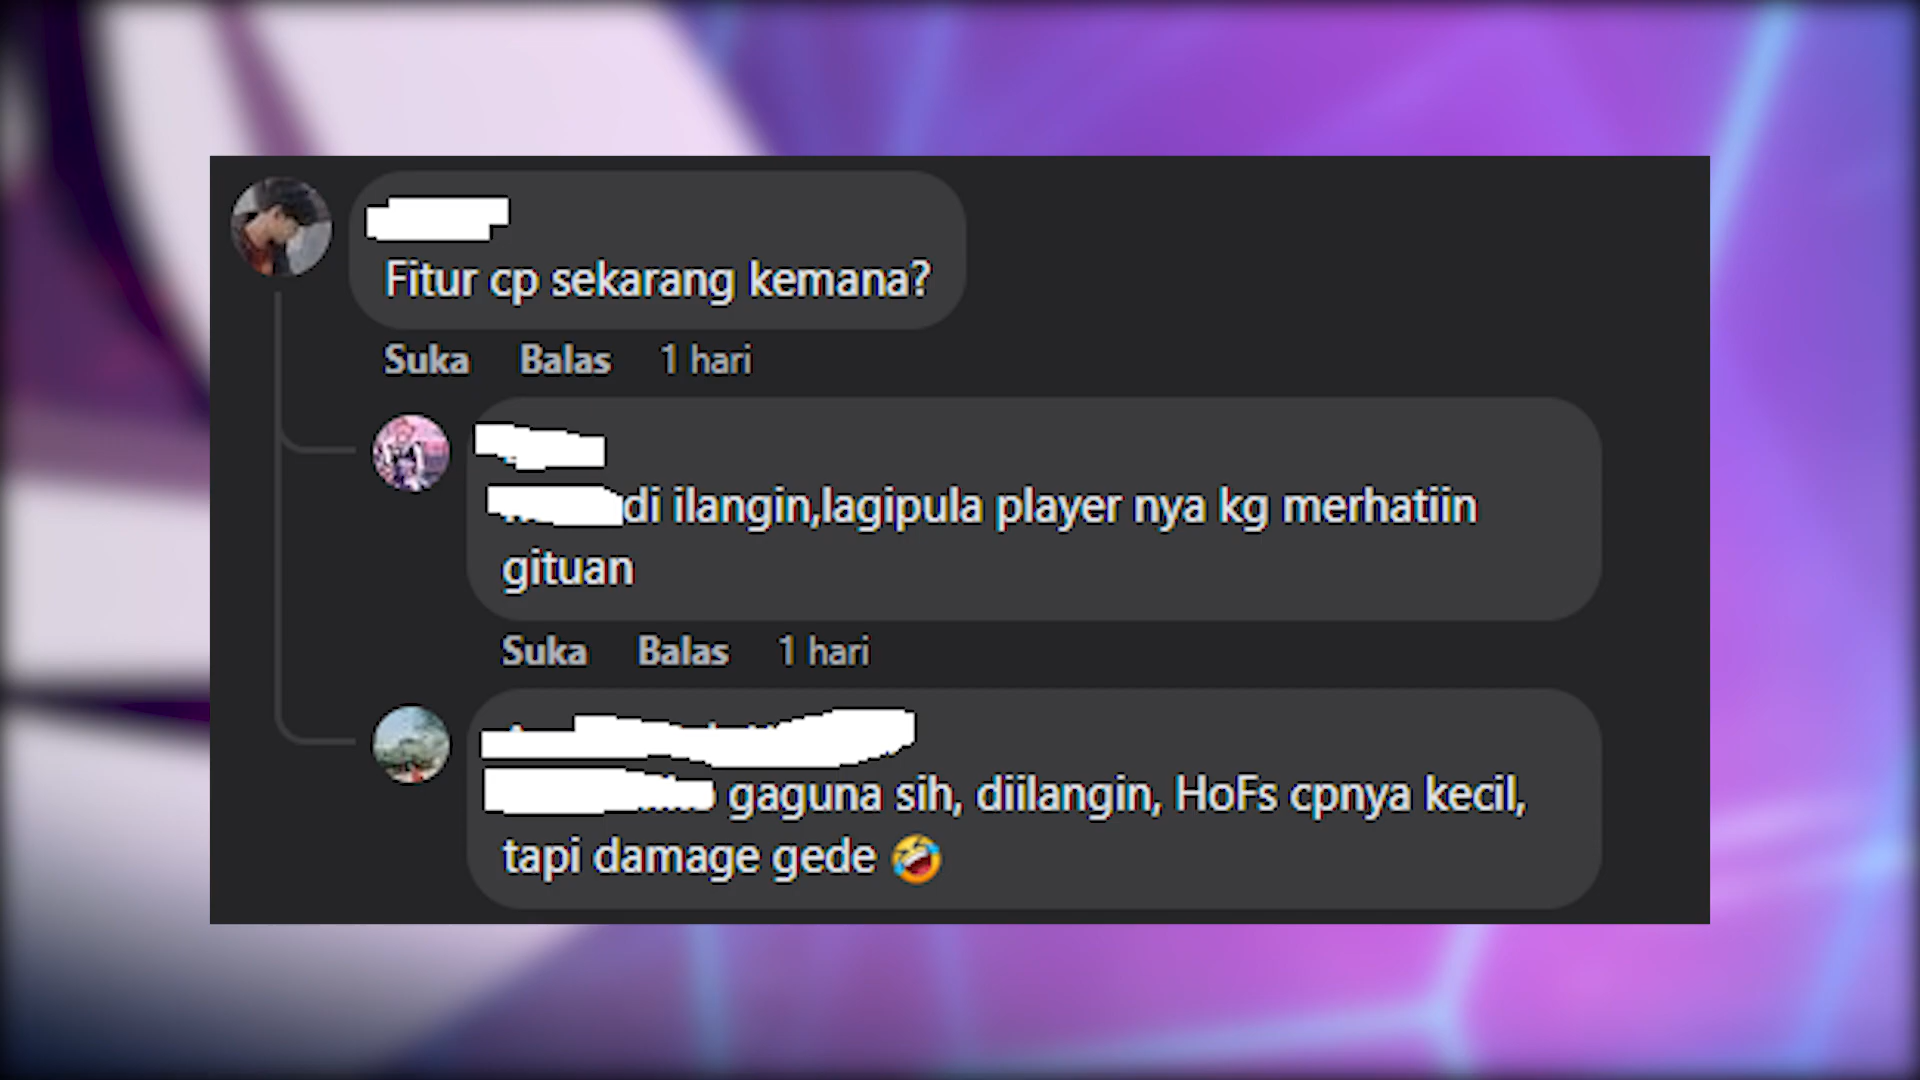 Fitur cp sekarang kemana?
Suka Balas 1 hari
di ilangin,lagipula player nya kg merhatiin
gituan
Suka Balas 1 hari
gaguna sih, diilangin, HoFs cpnya kecil,
tapi damage gede 🤣